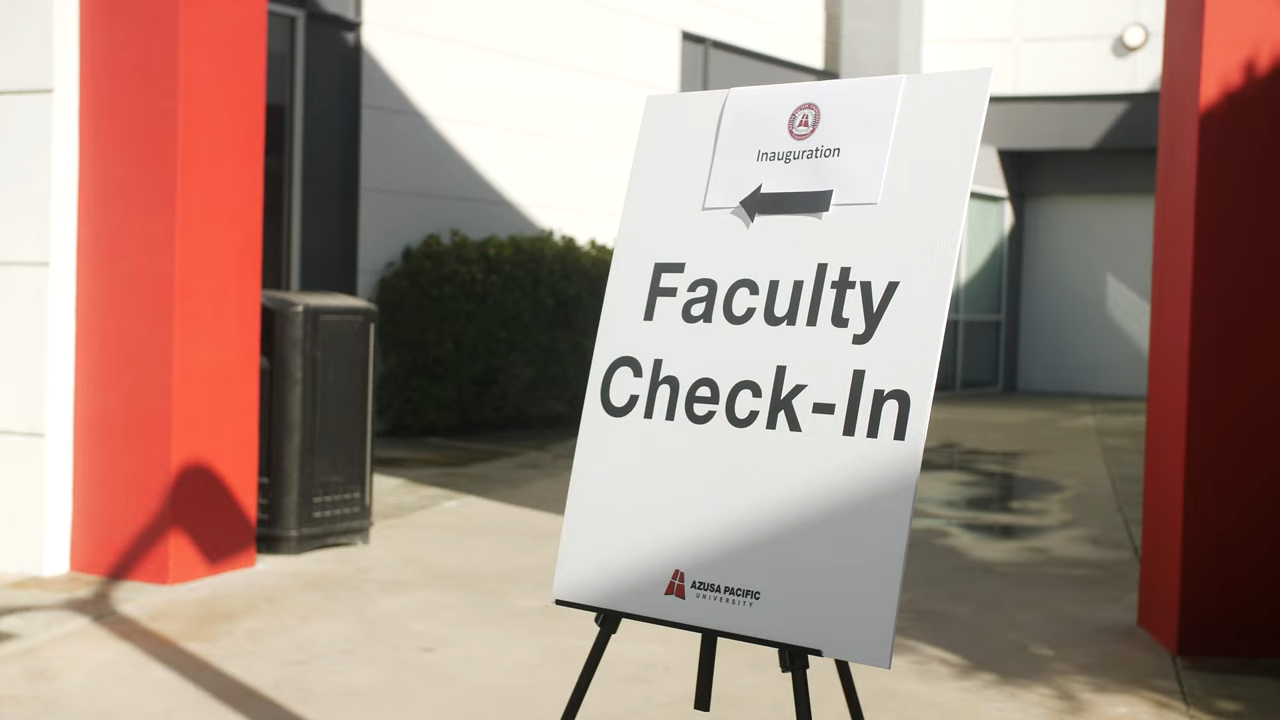 Inauguration
Faculty
Check-In
AZUSA PACIFIC
UNIVERSITY